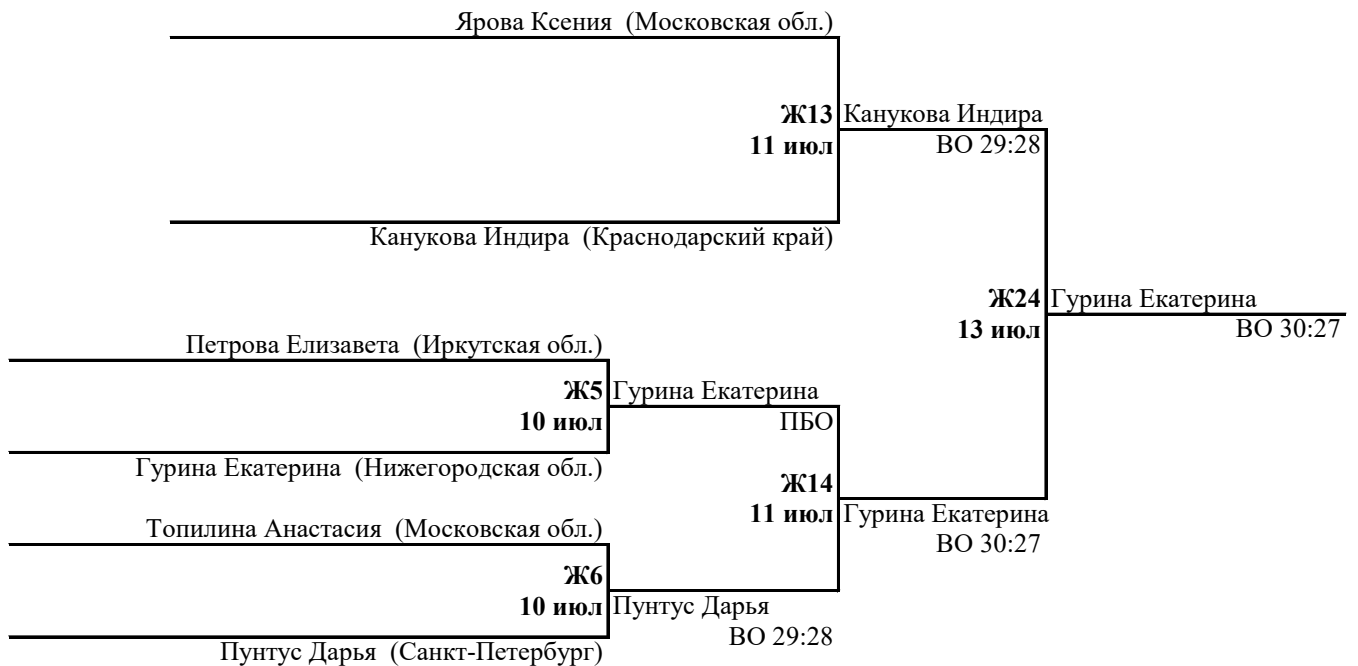 Ярова Ксения (Московская обл.)
Ж13 Канукова Индира
11 июл ВО 29:28
Канукова Индира (Краснодарский край)
Ж24 Гурина Екатерина
13 июл ВО 30:27
Петрова Елизавета (Иркутская обл.)
Ж5 Гурина Екатерина
10 июл ПБО
Гурина Екатерина (Нижегородская обл.)
Ж14
11 июл Гурина Екатерина
ВО 30:27
Топилина Анастасия (Московская обл.)
Ж6
10 июл Пунтус Дарья
ВО 29:28
Пунтус Дарья (Санкт-Петербург)